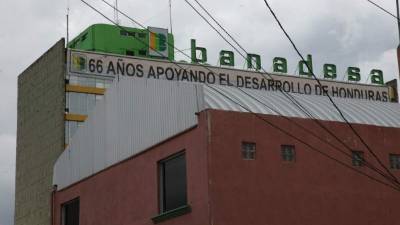 banadesa
66 AÑOS APOYANDO EL DESARROLLO DE HONDURAS